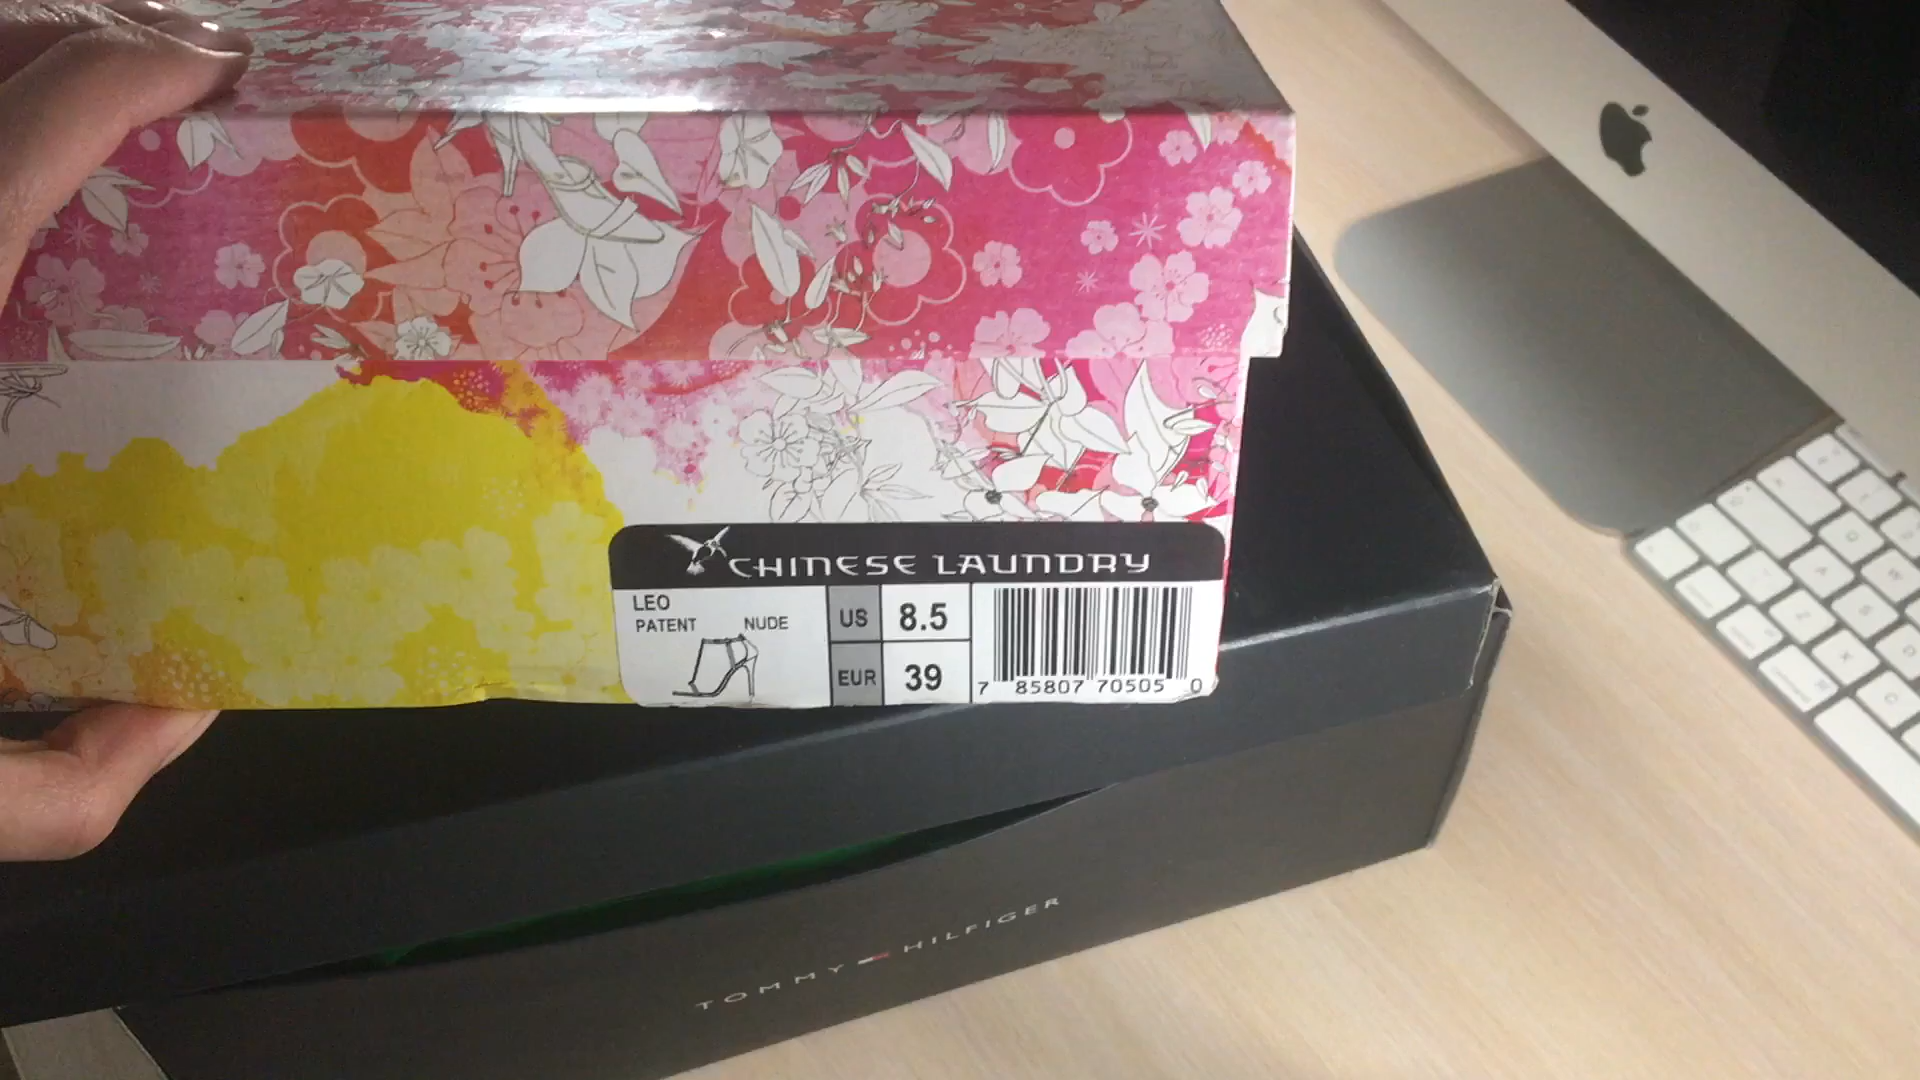 CHINESE LAUNDRY
LEO
PATENT NUDE
US 8.5
EUR 39
7 85807 70505 0
TOMMY HILFIGER